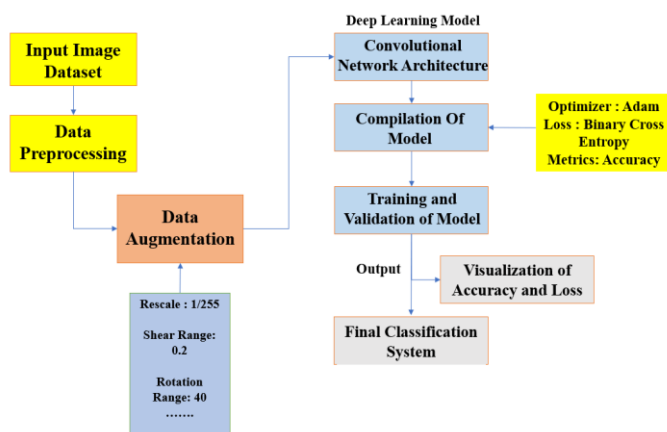 Deep Learning Model
Input Image
Dataset
Data
Preprocessing
Data
Augmentation
Rescale : 1/255
Shear Range:
0.2
Rotation
Range: 40
.......
Convolutional
Network Architecture
Compilation Of
Model
Optimizer : Adam
Loss : Binary Cross
Entropy
Metrics: Accuracy
Training and
Validation of Model
Output
Visualization of
Accuracy and Loss
Final Classification
System